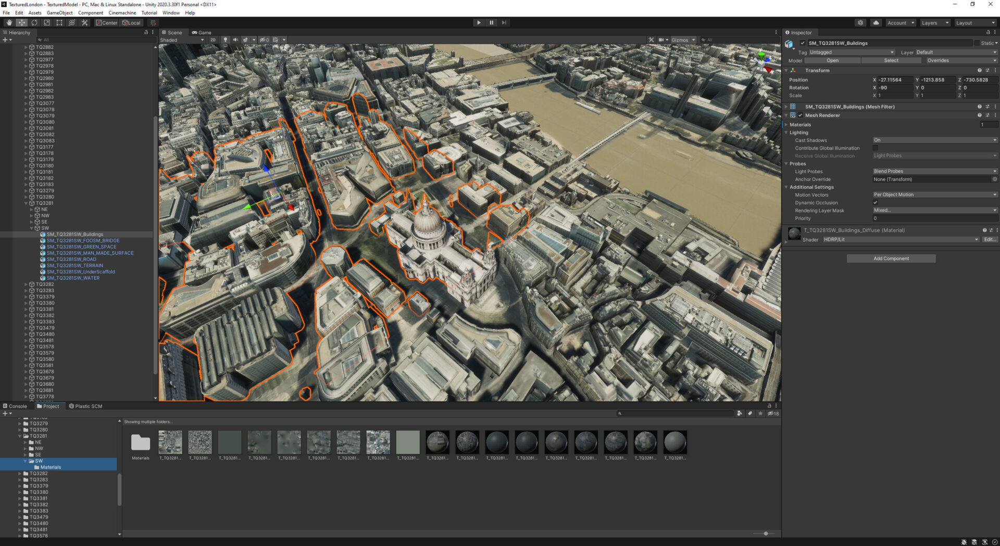 TexturedLondon - TexturedModel - PC, Mac & Linux Standalone - Unity 2020.3.30f1 Personal <DX11>
File Edit Assets GameObject Component Cinemachine Tutorial Window Help
Center Local
Account Layers Layout
Hierarchy
All
TQ2882
TQ2883
TQ2977
TQ2978
TQ2979
TQ2980
TQ2981
TQ2982
TQ2983
TQ3077
TQ3078
TQ3079
TQ3080
TQ3081
TQ3082
TQ3083
TQ3177
TQ3178
TQ3179
TQ3180
TQ3181
TQ3182
TQ3183
TQ3279
TQ3280
TQ3281
NE
NW
SE
SW
SM_TQ3281SW_Buildings
SM_TQ3281SW_FOOSM_BRIDGE
SM_TQ3281SW_GREEN_SPACE
SM_TQ3281SW_MAN_MADE_SURFACE
SM_TQ3281SW_ROAD
SM_TQ3281SW_TERRAIN
SM_TQ3281SW_UnderScaffold
SM_TQ3281SW_WATER
TQ3282
TQ3283
TQ3379
TQ3380
TQ3381
TQ3382
TQ3383
TQ3479
TQ3480
TQ3481
TQ3578
TQ3579
TQ3580
TQ3581
TQ3678
TQ3679
TQ3680
TQ3681
TQ3778
Scene Game
Shaded 2D 0 Gizmos All
Persp
Inspector
SM_TQ3281SW_Buildings Static
Tag Untagged Layer Default
Model Open Select Overrides
Transform
Position X -27.11564 Y -1213.858 Z -730.5828
Rotation X -90 Y 0 Z 0
Scale X 1 Y 1 Z 1
SM_TQ3281SW_Buildings (Mesh Filter)
Mesh Renderer
Materials 1
Lighting
Cast Shadows On
Contribute Global Illumination
Receive Global Illumination Light Probes
Probes
Light Probes Blend Probes
Anchor Override None (Transform)
Additional Settings
Motion Vectors Per Object Motion
Dynamic Occlusion
Rendering Layer Mask Mixed...
Priority 0
T_TQ3281SW_Buildings_Diffuse (Material)
Shader HDRP/Lit Edit...
Add Component
Console Project Plastic SCM
18
TQ3279
TQ3280
TQ3281
NE
NW
SE
SW
Materials
TQ3282
TQ3283
TQ3379
TQ3380
TQ3381
TQ3382
TQ3383
TQ3479
TQ3480
TQ3481
TQ3578
Showing multiple folders...
Materials T_TQ3281... T_TQ3281... T_TQ3281... T_TQ3281... T_TQ3281... T_TQ3281... T_TQ3281... T_TQ3281... T_TQ3281... T_TQ3281... T_TQ3281... T_TQ3281... T_TQ3281... T_TQ3281... T_TQ3281... T_TQ3281... T_TQ3281... T_TQ3281...